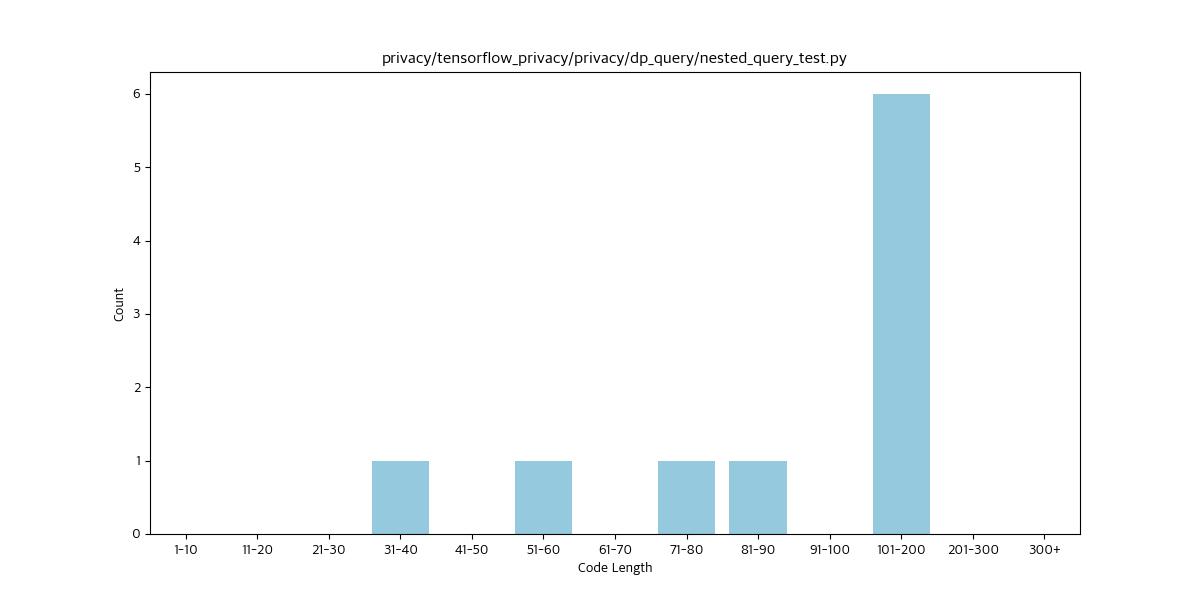 privacy/tensorflow_privacy/privacy/dp_query/nested_query_test.py
6
5
4
3
2
1
0
Count
1-10 11-20 21-30 31-40 41-50 51-60 61-70 71-80 81-90 91-100 101-200 201-300 300+
Code Length